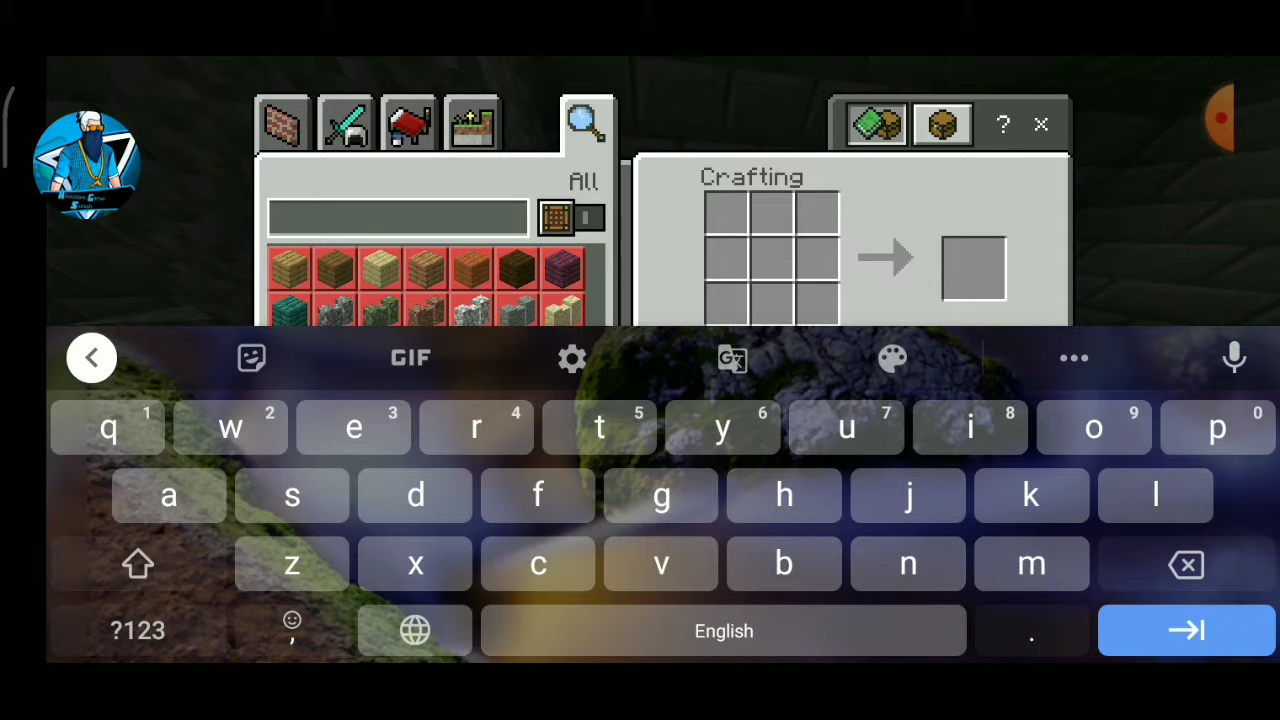 ? x
All
Crafting
GIF
G
q 1 w 2 e 3 r 4 t 5 y 6 u 7 i 8 o 9 p 0
a s d f g h j k l
z x c v b n m
?123 , English .